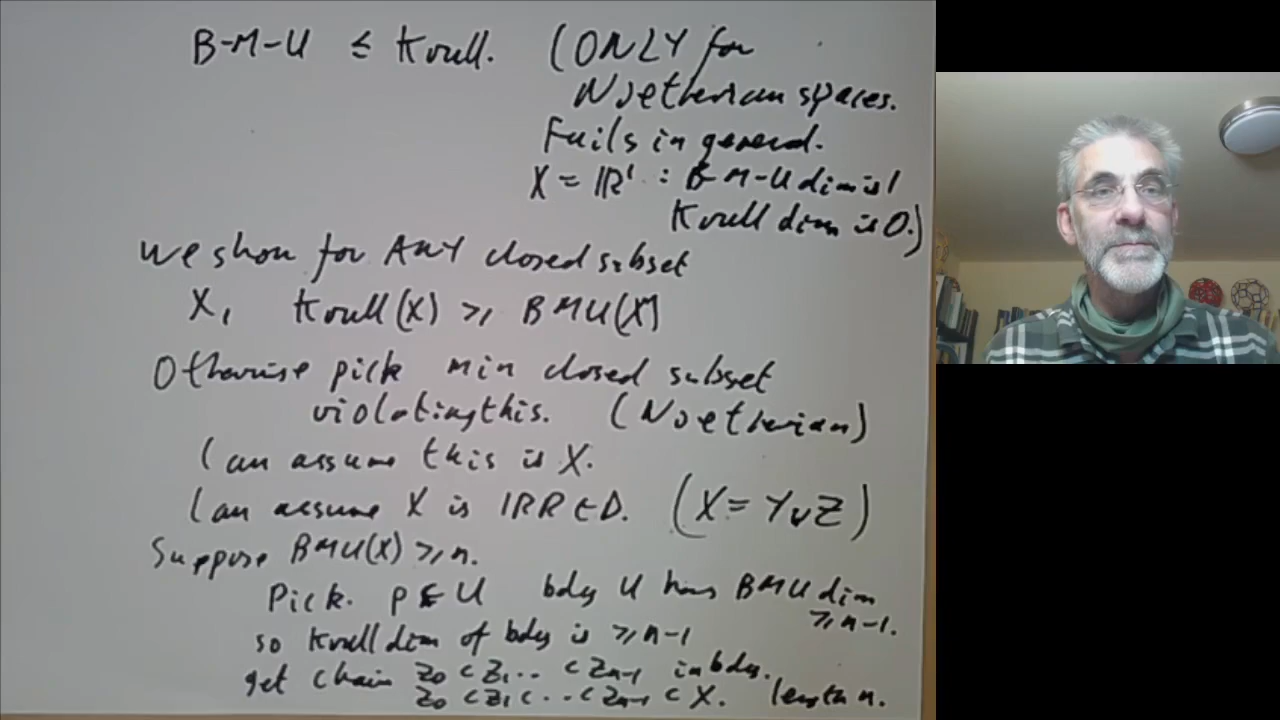 B-M-U ≤ Krull. (ONLY for
Noetherian spaces.
Fails in general.
X = ℝ¹ : B-M-U dim is 1
Krull dim is 0.)
We show for ANY closed subset
X, Krull(X) ≥ BMU(X)
Otherwise pick min closed subset
violating this. (Noetherian)
Can assume this is X.
Can assume X is IRRED. (X = Y ∪ Z)
Suppose BMU(X) ≥ n.
Pick. p ∈ U bdry U has BMU dim
≥ n-1.
so Krull dim of bdry is ≥ n-1
get chain Z₀ ⊂ Z₁ .. ⊂ Zn-1 in bdry.
Z₀ ⊂ Z₁ ⊂ .. ⊂ Zn-1 ⊂ X. length n.